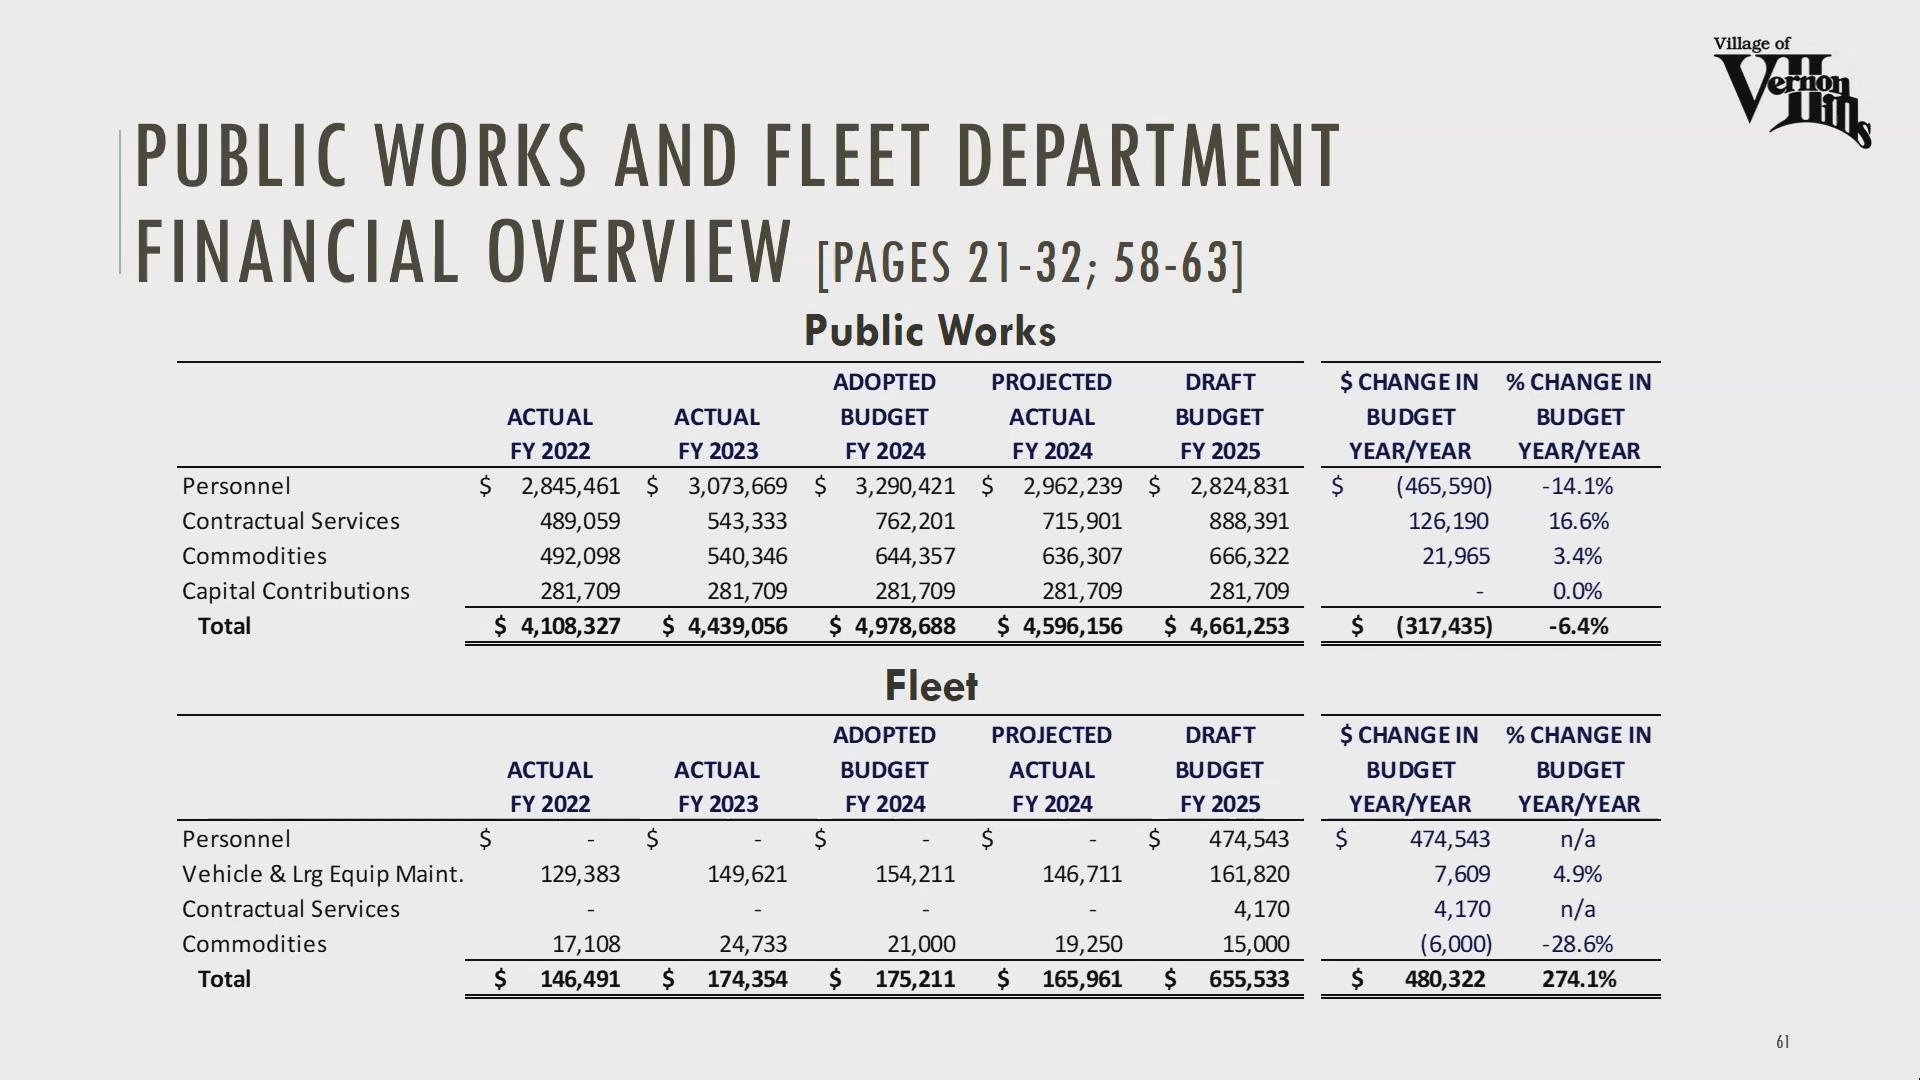 Village of
Vernon
Hills
PUBLIC WORKS AND FLEET DEPARTMENT
FINANCIAL OVERVIEW [PAGES 21-32; 58-63]
Public Works
ADOPTED PROJECTED DRAFT $ CHANGE IN % CHANGE IN
ACTUAL ACTUAL BUDGET ACTUAL BUDGET BUDGET BUDGET
FY 2022 FY 2023 FY 2024 FY 2024 FY 2025 YEAR/YEAR YEAR/YEAR
Personnel $ 2,845,461 $ 3,073,669 $ 3,290,421 $ 2,962,239 $ 2,824,831 $ (465,590) -14.1%
Contractual Services 489,059 543,333 762,201 715,901 888,391 126,190 16.6%
Commodities 492,098 540,346 644,357 636,307 666,322 21,965 3.4%
Capital Contributions 281,709 281,709 281,709 281,709 281,709 - 0.0%
Total $ 4,108,327 $ 4,439,056 $ 4,978,688 $ 4,596,156 $ 4,661,253 $ (317,435) -6.4%
Fleet
ADOPTED PROJECTED DRAFT $ CHANGE IN % CHANGE IN
ACTUAL ACTUAL BUDGET ACTUAL BUDGET BUDGET BUDGET
FY 2022 FY 2023 FY 2024 FY 2024 FY 2025 YEAR/YEAR YEAR/YEAR
Personnel $ - $ - $ - $ - $ 474,543 $ 474,543 n/a
Vehicle & Lrg Equip Maint. 129,383 149,621 154,211 146,711 161,820 7,609 4.9%
Contractual Services - - - - 4,170 4,170 n/a
Commodities 17,108 24,733 21,000 19,250 15,000 (6,000) -28.6%
Total $ 146,491 $ 174,354 $ 175,211 $ 165,961 $ 655,533 $ 480,322 274.1%
61